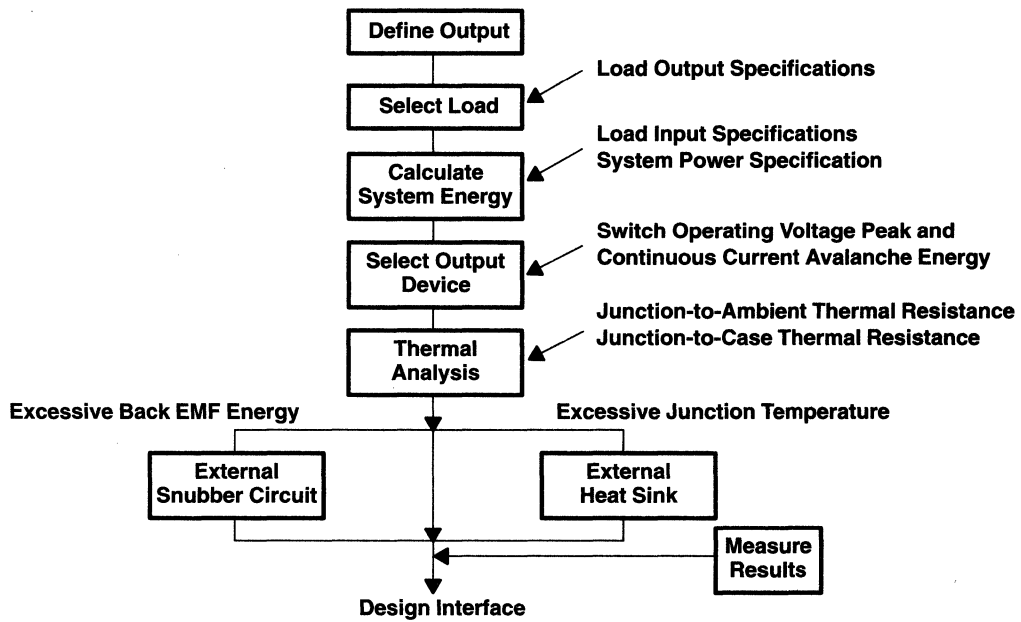 Define Output
Load Output Specifications
Select Load
Load Input Specifications
System Power Specification
Calculate
System Energy
Switch Operating Voltage Peak and
Continuous Current Avalanche Energy
Select Output
Device
Junction-to-Ambient Thermal Resistance
Junction-to-Case Thermal Resistance
Thermal
Analysis
Excessive Back EMF Energy
Excessive Junction Temperature
External
Snubber Circuit
External
Heat Sink
Measure
Results
Design Interface